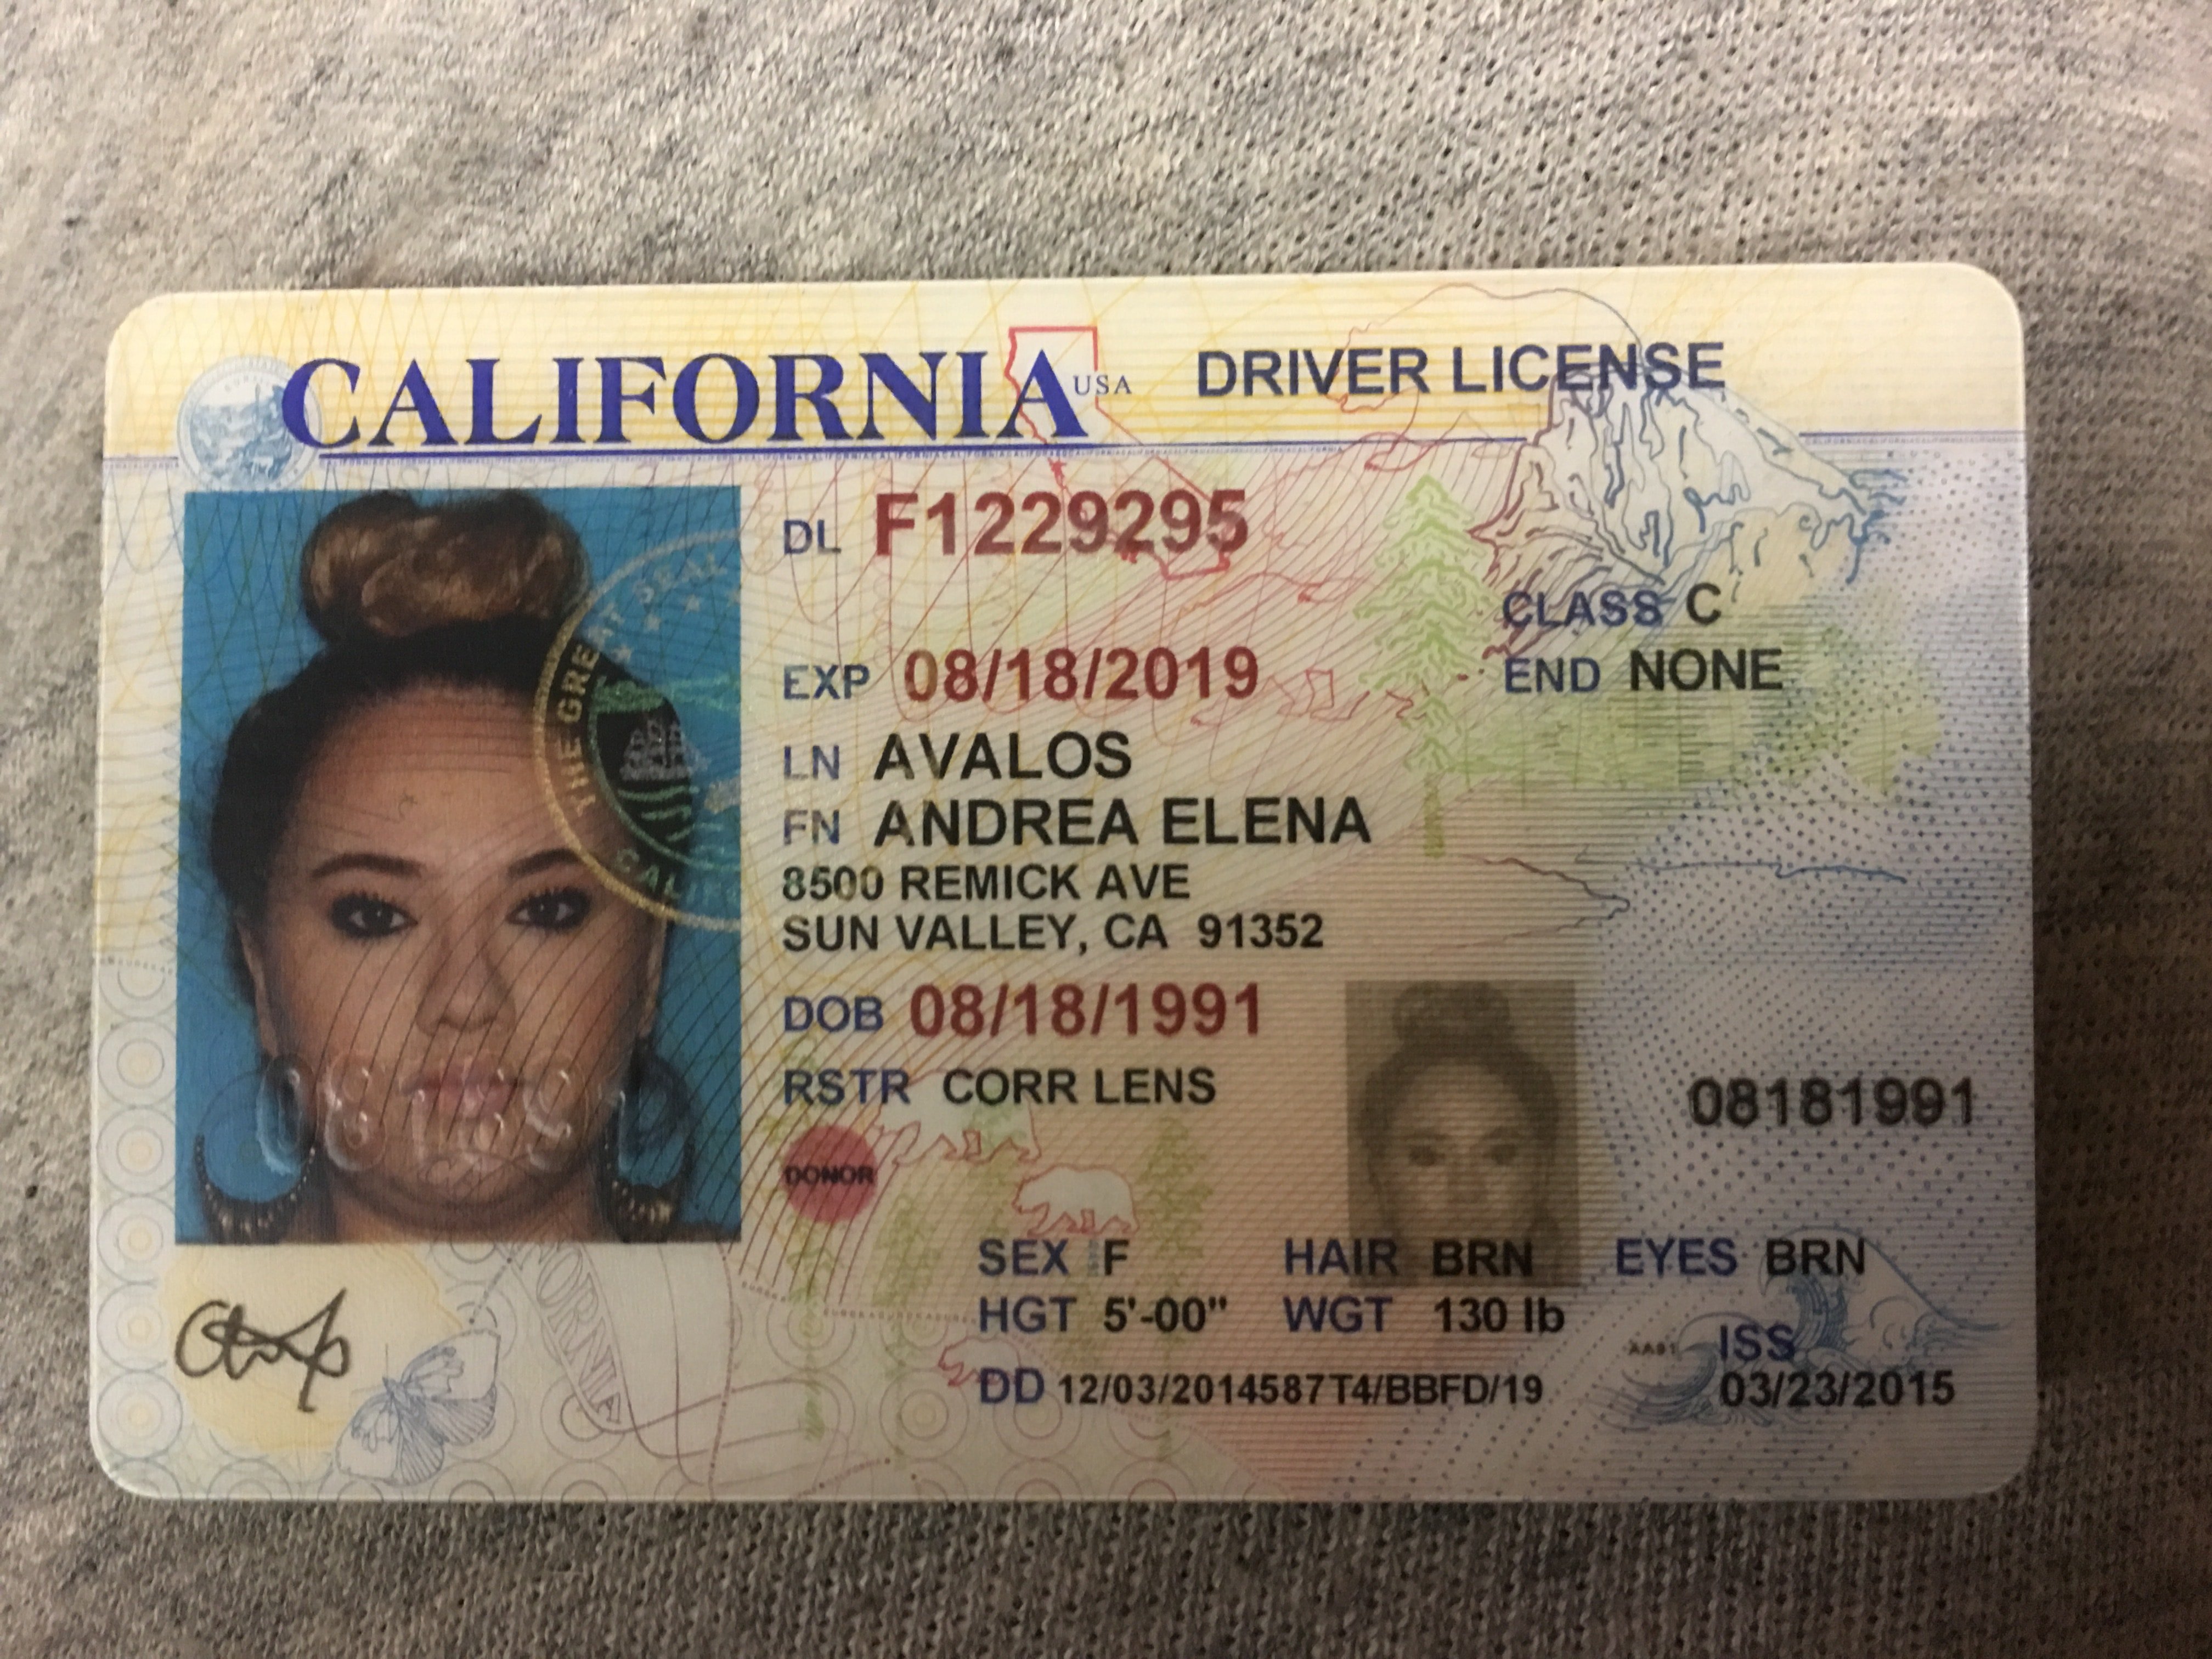 CALIFORNIA USA DRIVER LICENSE
DL F1229295
CLASS C
EXP 08/18/2019
END NONE
LN AVALOS
FN ANDREA ELENA
8500 REMICK AVE
SUN VALLEY, CA 91352
DOB 08/18/1991
RSTR CORR LENS
08181991
DONOR
SEX F HAIR BRN EYES BRN
HGT 5'-00" WGT 130 lb
ISS
DD 12/03/2014587T4/BBFD/19
03/23/2015
THE GREAT SEAL